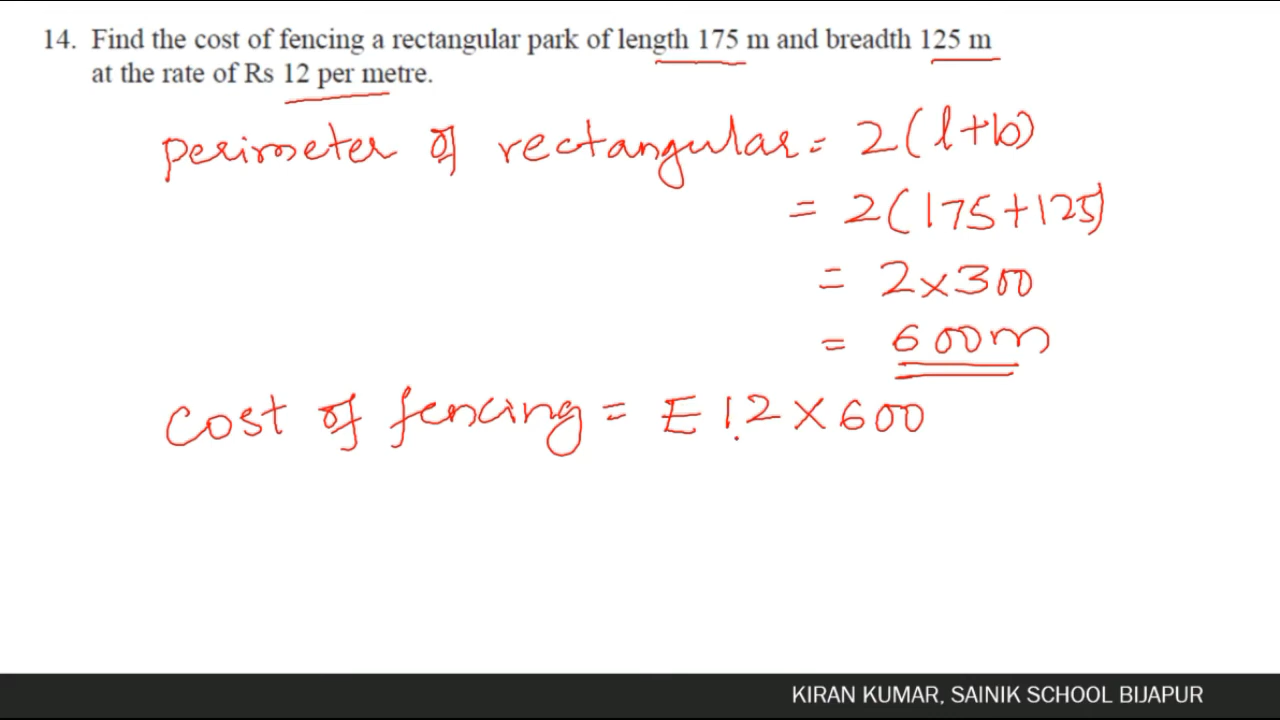 14. Find the cost of fencing a rectangular park of length 175 m and breadth 125 m
at the rate of Rs 12 per metre.
perimeter of rectangular = 2(l+b)
= 2(175+125)
= 2×300
= 600m
cost of fencing = E 12 × 600
KIRAN KUMAR, SAINIK SCHOOL BIJAPUR